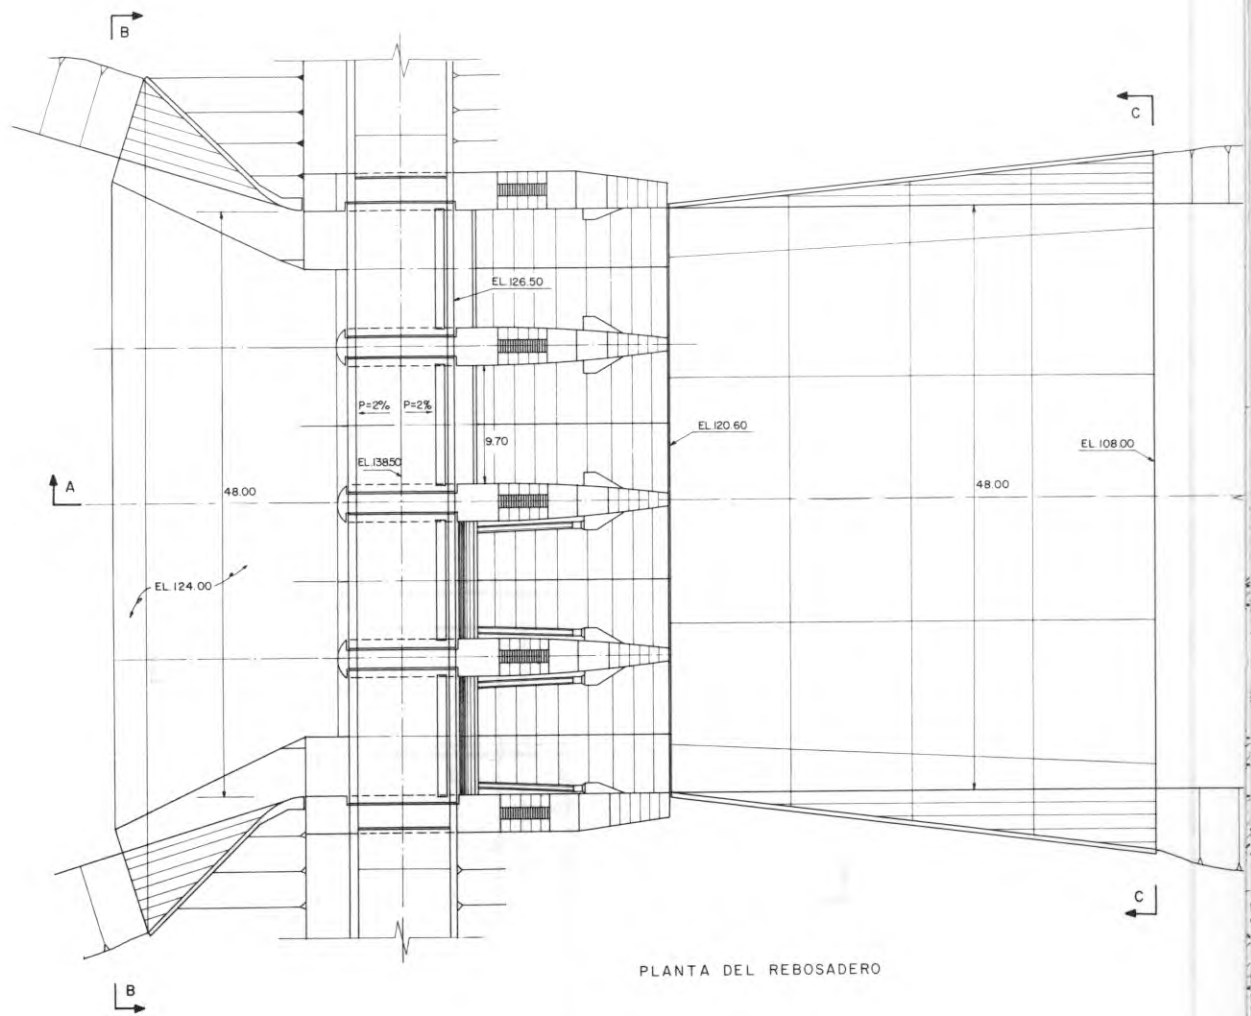 B
C
EL.126.50
P=2% P=2%
EL.120.60
EL.108.00
9.70
EL.138.50
A
48.00
48.00
EL.124.00
C
PLANTA DEL REBOSADERO
B